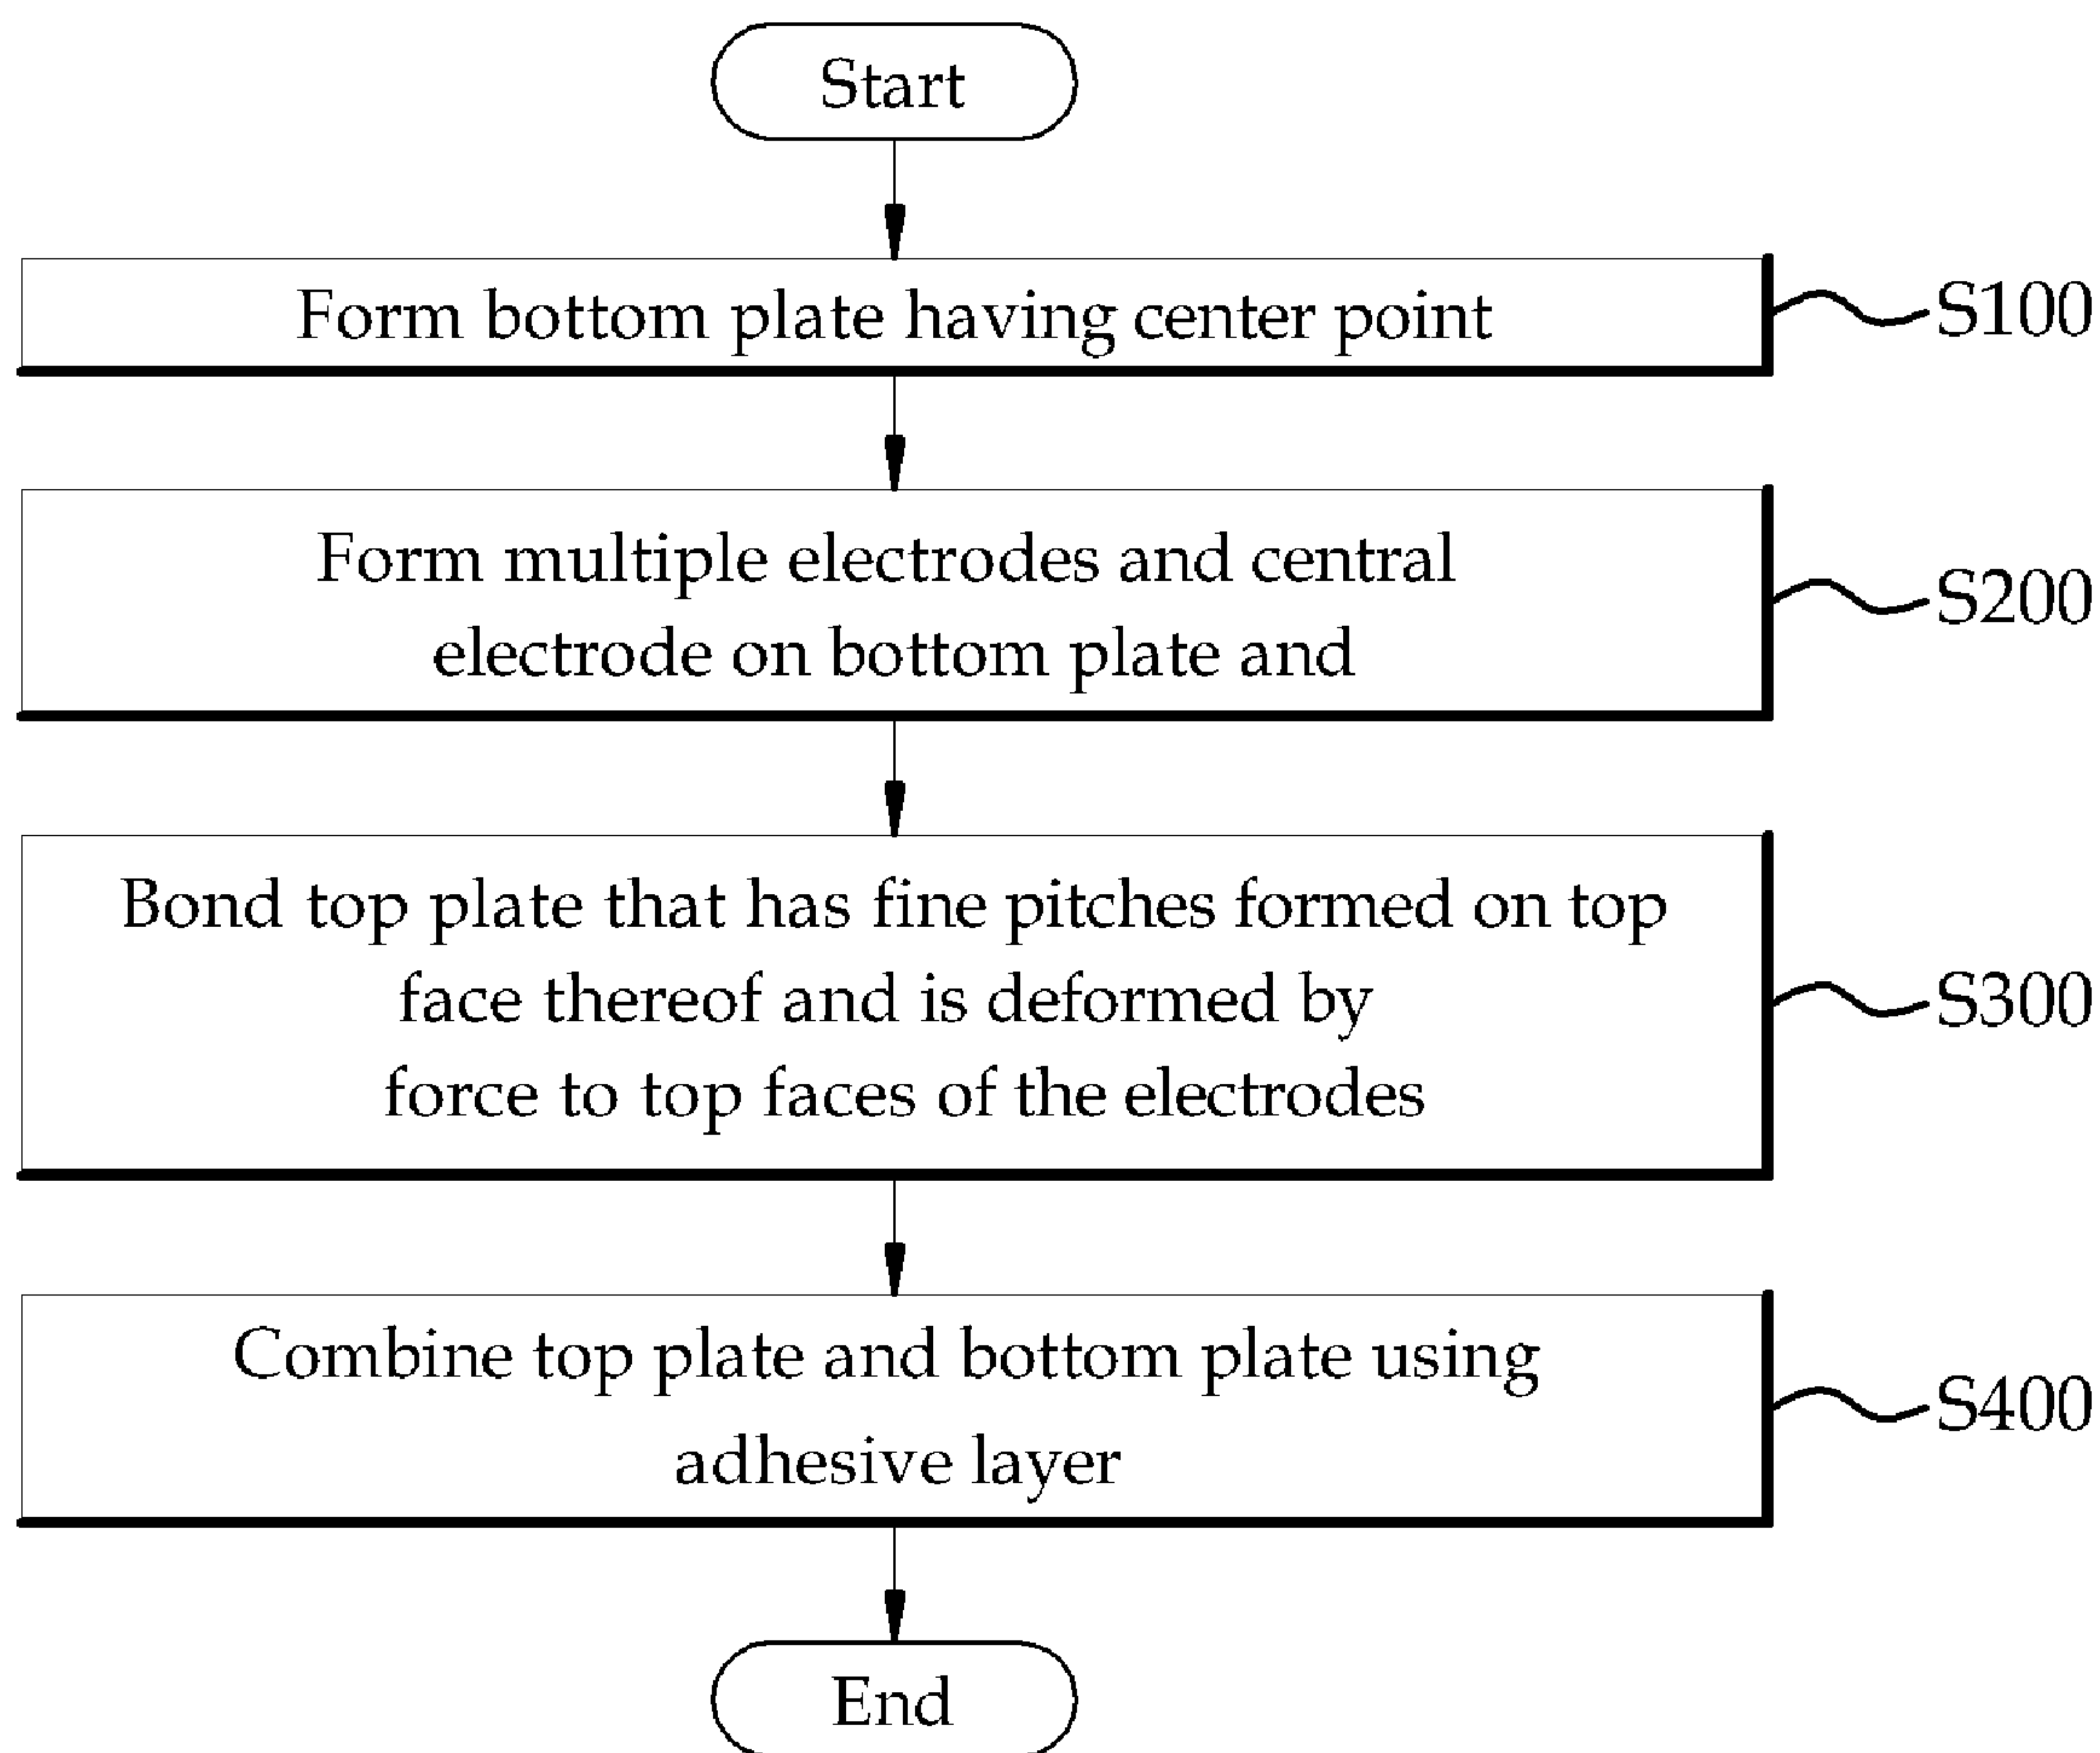 Start
Form bottom plate having center point
S100
Form multiple electrodes and central
electrode on bottom plate and
S200
Bond top plate that has fine pitches formed on top
face thereof and is deformed by
force to top faces of the electrodes
S300
Combine top plate and bottom plate using
adhesive layer
S400
End